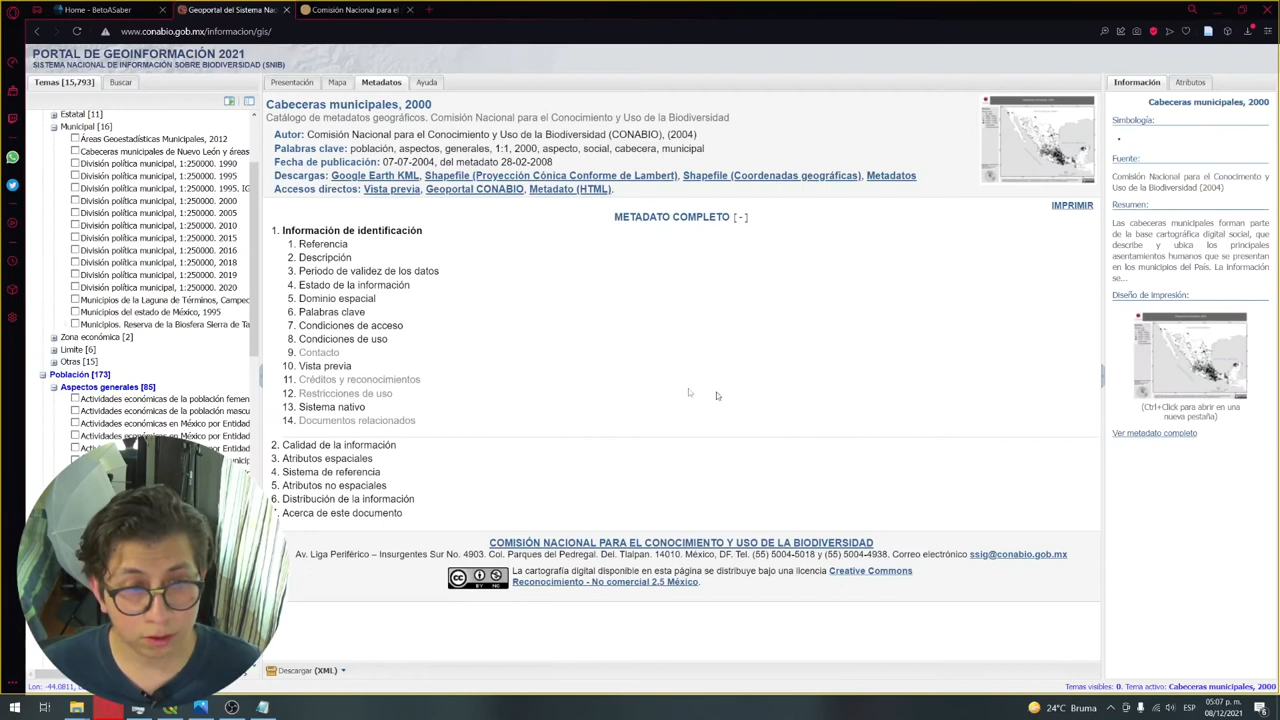 Home - BetoASaber
Geoportal del Sistema Nac
Comisión Nacional para el
www.conabio.gob.mx/informacion/gis/
PORTAL DE GEOINFORMACIÓN 2021
SISTEMA NACIONAL DE INFORMACIÓN SOBRE BIODIVERSIDAD (SNIB)
Temas [15,793]
Buscar
Presentación
Mapa
Metadatos
Ayuda
Información
Atributos
Estatal [11]
Municipal [16]
Áreas Geoestadísticas Municipales, 2012
Cabeceras municipales de Nuevo León y áreas
División política municipal, 1:250000. 1990
División política municipal, 1:250000. 1995
División política municipal, 1:250000. 1995. IG
División política municipal, 1:250000. 2000
División política municipal, 1:250000. 2005
División política municipal, 1:250000. 2010
División política municipal, 1:250000. 2015
División política municipal, 1:250000. 2016
División política municipal, 1:250000, 2018
División política municipal, 1:250000. 2019
División política municipal, 1:250000. 2020
Municipios de la Laguna de Términos, Campec
Municipios del estado de México, 1995
Municipios. Reserva de la Biosfera Sierra de Ta
Zona económica [2]
Limite [6]
Otras [15]
Población [173]
Aspectos generales [85]
Actividades económicas de la población femen
Actividades económicas de la población mascu
Actividades económicas en México por Entidad
Actividades económicas en México por Entidad
Cabeceras municipales, 2000
Catálogo de metadatos geográficos. Comisión Nacional para el Conocimiento y Uso de la Biodiversidad
Autor: Comisión Nacional para el Conocimiento y Uso de la Biodiversidad (CONABIO), (2004)
Palabras clave: población, aspectos, generales, 1:1, 2000, aspecto, social, cabecera, municipal
Fecha de publicación: 07-07-2004, del metadato 28-02-2008
Descargas: Google Earth KML, Shapefile (Proyección Cónica Conforme de Lambert), Shapefile (Coordenadas geográficas), Metadatos
Accesos directos: Vista previa, Geoportal CONABIO, Metadato (HTML).
IMPRIMIR
METADATO COMPLETO [-]
1. Información de identificación
1. Referencia
2. Descripción
3. Periodo de validez de los datos
4. Estado de la información
5. Dominio espacial
6. Palabras clave
7. Condiciones de acceso
8. Condiciones de uso
9. Contacto
10. Vista previa
11. Créditos y reconocimientos
12. Restricciones de uso
13. Sistema nativo
14. Documentos relacionados
2. Calidad de la información
3. Atributos espaciales
4. Sistema de referencia
5. Atributos no espaciales
6. Distribución de la información
Acerca de este documento
COMISIÓN NACIONAL PARA EL CONOCIMIENTO Y USO DE LA BIODIVERSIDAD
Av. Liga Periférico – Insurgentes Sur No. 4903. Col. Parques del Pedregal. Del. Tlalpan. 14010. México, DF. Tel. (55) 5004-5018 y (55) 5004-4938. Correo electrónico ssig@conabio.gob.mx
La cartografía digital disponible en esta página se distribuye bajo una licencia Creative Commons
Reconocimiento - No comercial 2.5 México.
Descargar (XML)
Cabeceras municipales, 2000
Simbología:
Fuente:
Comisión Nacional para el Conocimiento y
Uso de la Biodiversidad (2004)
Resumen:
Las cabeceras municipales forman parte
de la base cartográfica digital social, que
describe y ubica los principales
asentamientos humanos que se presentan
en los municipios del País. La información
se...
Diseño de Impresión:
(Ctrl+Click para abrir en una
nueva pestaña)
Ver metadato completo
Lon: -44.0811,
Temas visibles: 0. Tema activo: Cabeceras municipales, 2000
24°C Bruma
ESP
05:07 p. m.
08/12/2021